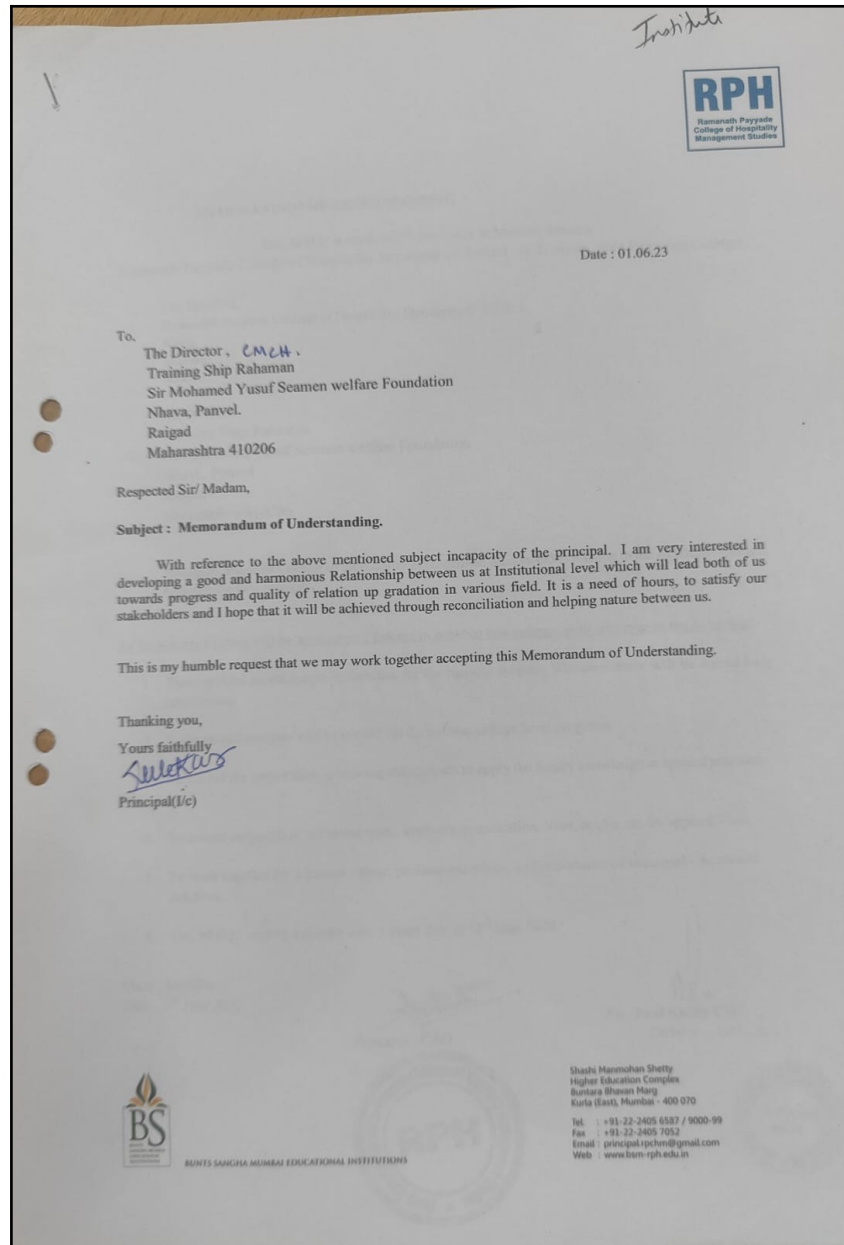 Institute
RPH
Ramanath Payyade
College of Hospitality
Management Studies
Date : 01.06.23
To,
The Director, CMCH.
Training Ship Rahaman
Sir Mohamed Yusuf Seamen welfare Foundation
Nhava, Panvel.
Raigad
Maharashtra 410206
Respected Sir/ Madam,
Subject : Memorandum of Understanding.
With reference to the above mentioned subject incapacity of the principal. I am very interested in
developing a good and harmonious Relationship between us at Institutional level which will lead both of us
towards progress and quality of relation up gradation in various field. It is a need of hours, to satisfy our
stakeholders and I hope that it will be achieved through reconciliation and helping nature between us.
This is my humble request that we may work together accepting this Memorandum of Understanding.
Thanking you,
Yours faithfully
Principal(I/c)
Shashi Manmohan Shetty
Higher Education Complex
Buntara Bhavan Marg
Kurla (East), Mumbai - 400 070
Tel. : +91-22-2405 6587 / 9000-99
Fax : +91-22-2405 7052
Email : principal.rpchm@gmail.com
Web : www.bsm-rph.edu.in
BS
BUNTS SANGHA MUMBAI EDUCATIONAL INSTITUTIONS